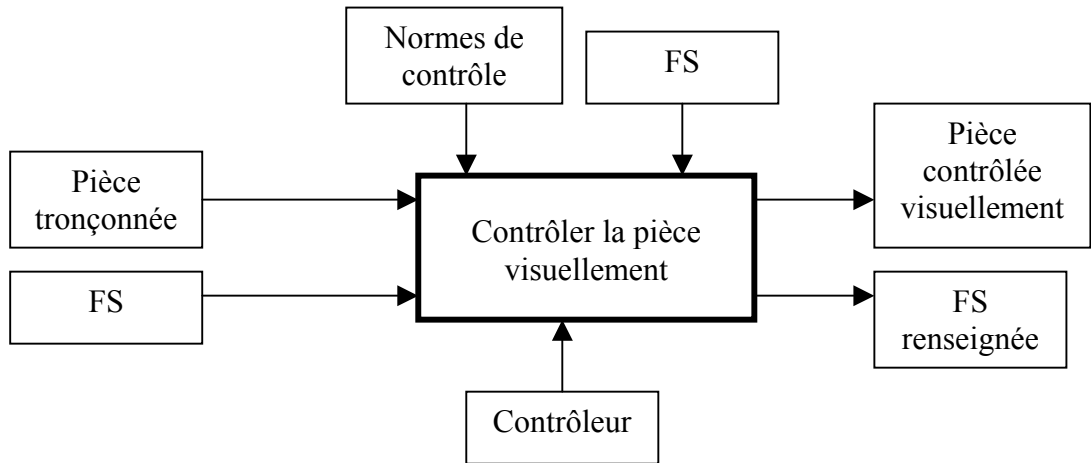 Normes de
contrôle
FS
Pièce
tronçonnée
FS
Contrôler la pièce
visuellement
Pièce
contrôlée
visuellement
FS
renseignée
Contrôleur